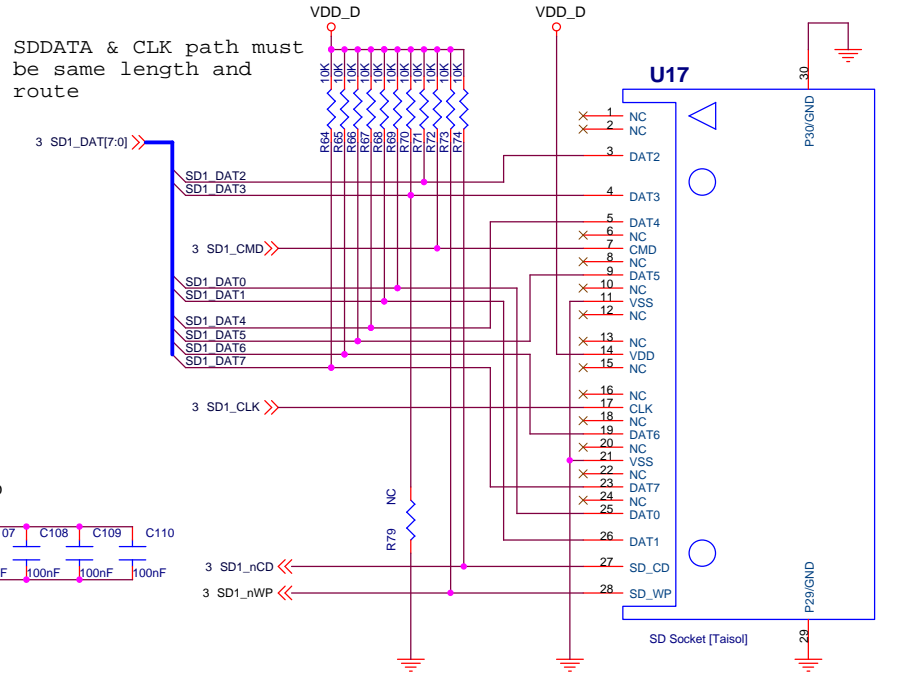 VDD_D
VDD_D
SDDATA & CLK path must
be same length and
route
U17
3 SD1_DAT[7:0]
10K
10K
10K
10K
10K
10K
10K
10K
10K
10K
10K
R64
R65
R66
R67
R68
R69
R70
R71
R72
R73
R74
30
P30/GND
1 NC
2 NC
3 DAT2
SD1_DAT2
SD1_DAT3
4 DAT3
5 DAT4
6 NC
3 SD1_CMD
7 CMD
8 NC
9 DAT5
SD1_DAT0
10 NC
SD1_DAT1
11 VSS
12 NC
SD1_DAT4
SD1_DAT5
13 NC
SD1_DAT6
14 VDD
SD1_DAT7
15 NC
16 NC
3 SD1_CLK
17 CLK
18 NC
19 DAT6
20 NC
21 VSS
22 NC
23 DAT7
24 NC
25 DAT0
NC
R79
26 DAT1
07
C108
C109
C110
F
100nF
100nF
100nF
3 SD1_nCD
27 SD_CD
3 SD1_nWP
28 SD_WP
P29/GND
29
SD Socket [Taisol]